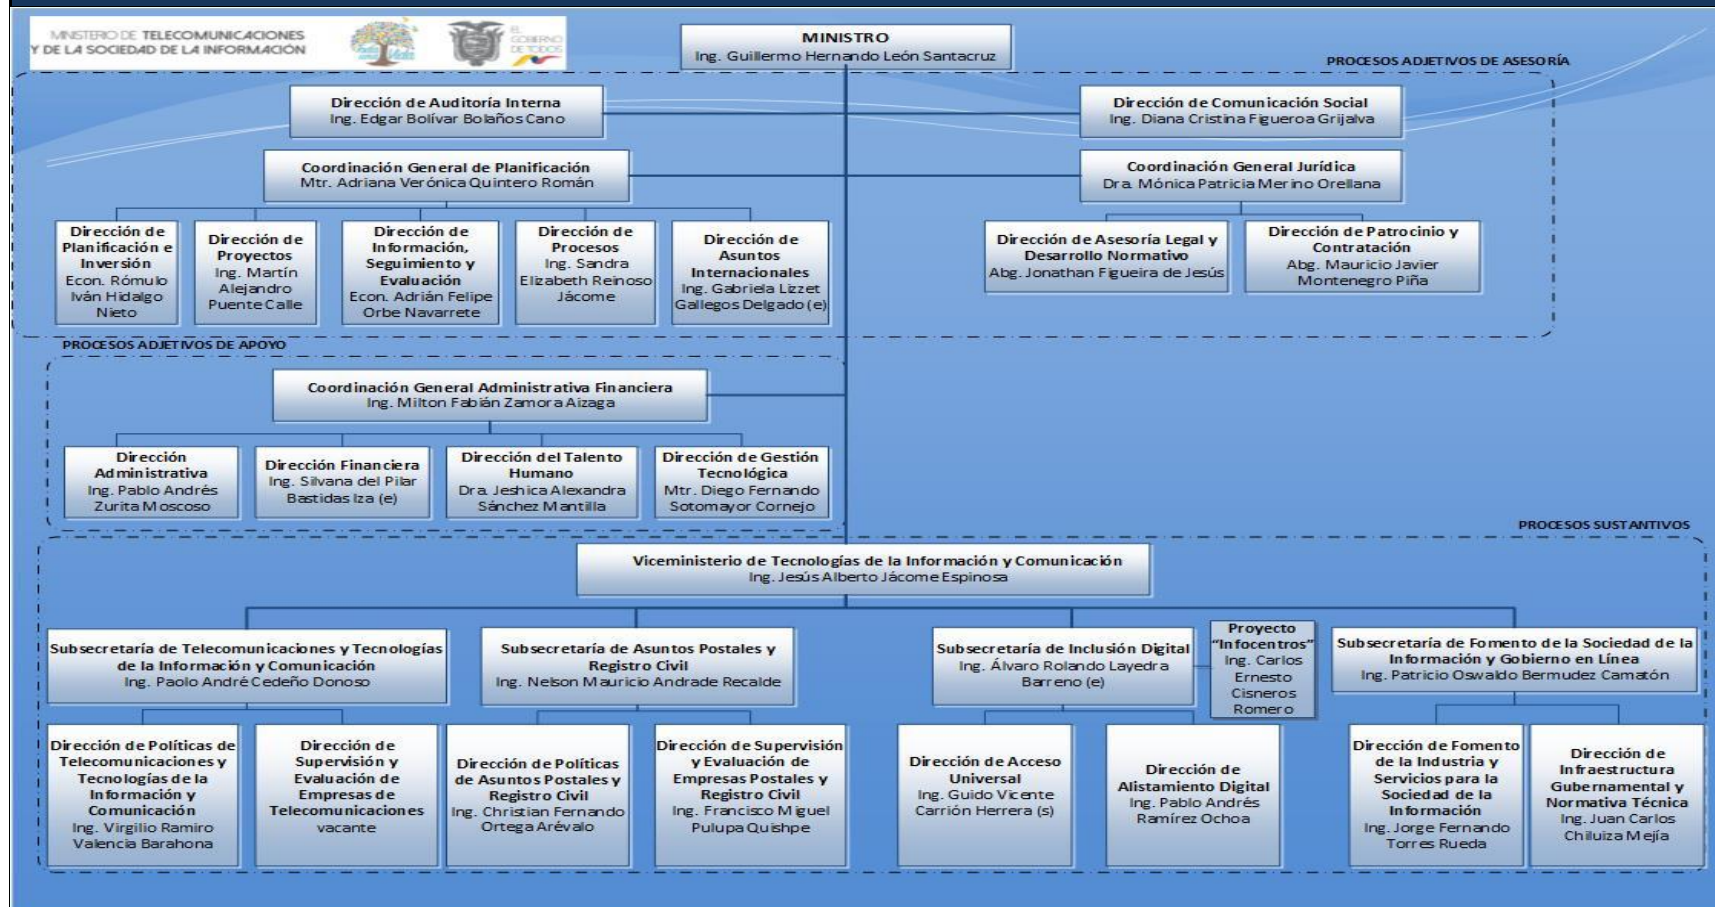 MINISTERIO DE TELECOMUNICACIONES
Y DE LA SOCIEDAD DE LA INFORMACIÓN
EL
GOBIERNO
DE TODOS
MINISTRO
Ing. Guillermo Hernando León Santacruz
PROCESOS ADJETIVOS DE ASESORÍA
Dirección de Auditoría Interna
Ing. Edgar Bolívar Bolaños Cano
Dirección de Comunicación Social
Ing. Diana Cristina Figueroa Grijalva
Coordinación General de Planificación
Mtr. Adriana Verónica Quintero Román
Coordinación General Jurídica
Dra. Mónica Patricia Merino Orellana
Dirección de
Planificación e
Inversión
Econ. Rómulo
Iván Hidalgo
Nieto
Dirección de
Proyectos
Ing. Martín
Alejandro
Puente Calle
Dirección de
Información,
Seguimiento y
Evaluación
Econ. Adrián Felipe
Orbe Navarrete
Dirección de
Procesos
Ing. Sandra
Elizabeth Reinoso
Jácome
Dirección de
Asuntos
Internacionales
Ing. Gabriela Lizzet
Gallegos Delgado (e)
Dirección de Asesoría Legal y
Desarrollo Normativo
Abg. Jonathan Figueira de Jesús
Dirección de Patrocinio y
Contratación
Abg. Mauricio Javier
Montenegro Piña
PROCESOS ADJETIVOS DE APOYO
Coordinación General Administrativa Financiera
Ing. Milton Fabián Zamora Aizaga
Dirección
Administrativa
Ing. Pablo Andrés
Zurita Moscoso
Dirección Financiera
Ing. Silvana del Pilar
Bastidas Iza (e)
Dirección del Talento
Humano
Dra. Jeshica Alexandra
Sánchez Mantilla
Dirección de Gestión
Tecnológica
Mtr. Diego Fernando
Sotomayor Cornejo
PROCESOS SUSTANTIVOS
Viceministerio de Tecnologías de la Información y Comunicación
Ing. Jesús Alberto Jácome Espinosa
Subsecretaría de Telecomunicaciones y Tecnologías
de la Información y Comunicación
Ing. Paolo André Cedeño Donoso
Subsecretaría de Asuntos Postales y
Registro Civil
Ing. Nelson Mauricio Andrade Recalde
Subsecretaría de Inclusión Digital
Ing. Álvaro Rolando Layedra
Barreno (e)
Proyecto
"Infocentros"
Ing. Carlos
Ernesto
Cisneros
Romero
Subsecretaría de Fomento de la Sociedad de la
Información y Gobierno en Línea
Ing. Patricio Oswaldo Bermudez Camatón
Dirección de Políticas de
Telecomunicaciones y
Tecnologías de la
Información y
Comunicación
Ing. Virgilio Ramiro
Valencia Barahona
Dirección de
Supervisión y
Evaluación de
Empresas de
Telecomunicaciones
vacante
Dirección de Políticas
de Asuntos Postales y
Registro Civil
Ing. Christian Fernando
Ortega Arévalo
Dirección de Supervisión
y Evaluación de
Empresas Postales y
Registro Civil
Ing. Francisco Miguel
Pulupa Quishpe
Dirección de Acceso
Universal
Ing. Guido Vicente
Carrión Herrera (s)
Dirección de
Alistamiento Digital
Ing. Pablo Andrés
Ramírez Ochoa
Dirección de Fomento
de la Industria y
Servicios para la
Sociedad de la
Información
Ing. Jorge Fernando
Torres Rueda
Dirección de
Infraestructura
Gubernamental y
Normativa Técnica
Ing. Juan Carlos
Chiluiza Mejía